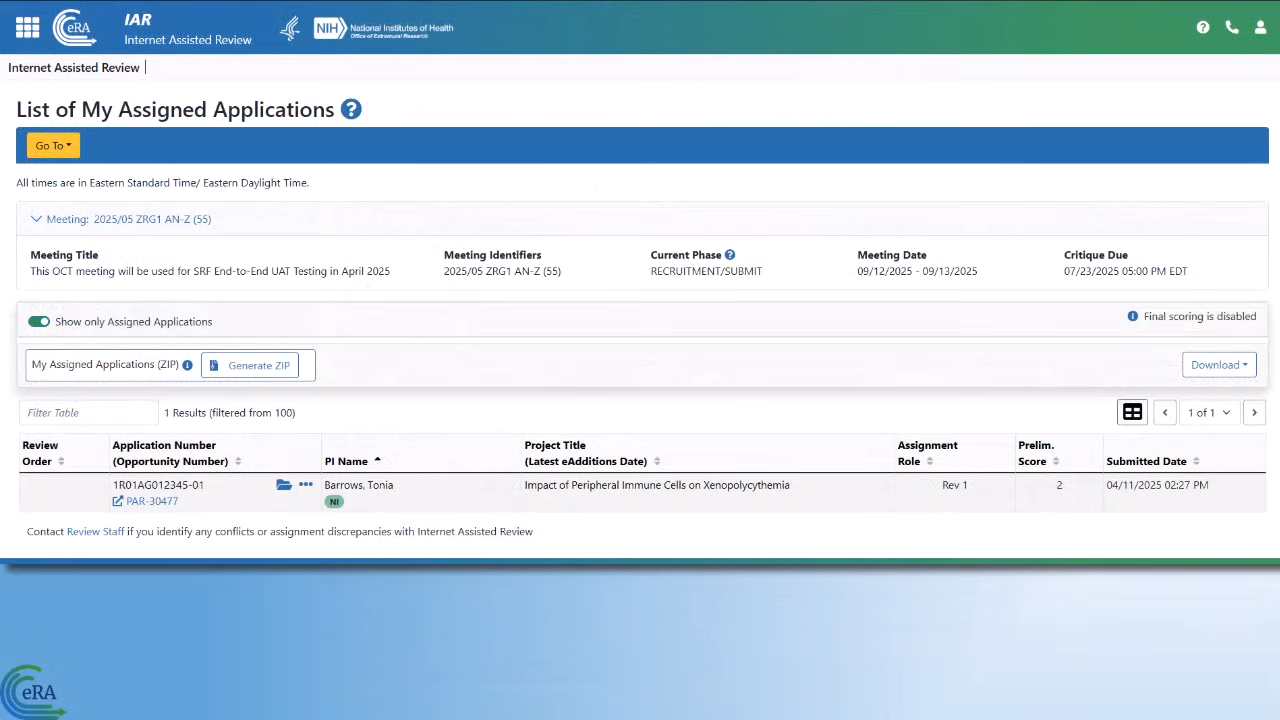 eRA
IAR
Internet Assisted Review
NIH
National Institutes of Health
Office of Extramural Research
Internet Assisted Review
List of My Assigned Applications
Go To
All times are in Eastern Standard Time/ Eastern Daylight Time.
Meeting: 2025/05 ZRG1 AN-Z (55)
Meeting Title
Meeting Identifiers
Current Phase
Meeting Date
Critique Due
This OCT meeting will be used for SRF End-to-End UAT Testing in April 2025
2025/05 ZRG1 AN-Z (55)
RECRUITMENT/SUBMIT
09/12/2025 - 09/13/2025
07/23/2025 05:00 PM EDT
Show only Assigned Applications
Final scoring is disabled
My Assigned Applications (ZIP)
Generate ZIP
Download
Filter Table
1 Results (filtered from 100)
1 of 1
Review Order
Application Number (Opportunity Number)
PI Name
Project Title (Latest eAdditions Date)
Assignment Role
Prelim. Score
Submitted Date
1R01AG012345-01
PAR-30477
Barrows, Tonia
NI
Impact of Peripheral Immune Cells on Xenopolycythemia
Rev 1
2
04/11/2025 02:27 PM
Contact Review Staff if you identify any conflicts or assignment discrepancies with Internet Assisted Review
eRA